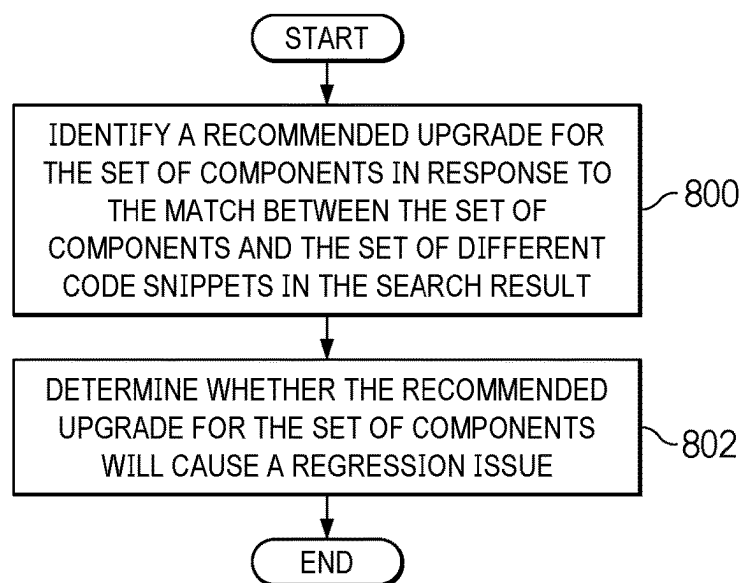 START
IDENTIFY A RECOMMENDED UPGRADE FOR
THE SET OF COMPONENTS IN RESPONSE TO
THE MATCH BETWEEN THE SET OF
COMPONENTS AND THE SET OF DIFFERENT
CODE SNIPPETS IN THE SEARCH RESULT
800
DETERMINE WHETHER THE RECOMMENDED
UPGRADE FOR THE SET OF COMPONENTS
WILL CAUSE A REGRESSION ISSUE
802
END